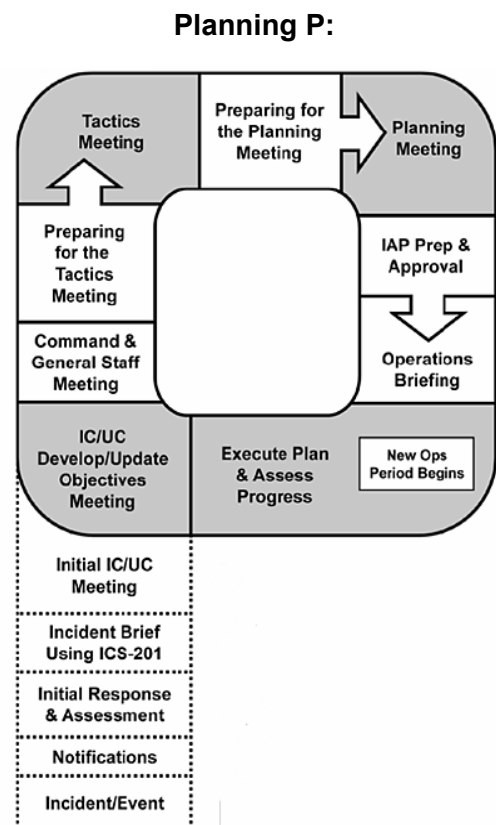 Planning P:
Tactics
Meeting
Preparing for
the Planning
Meeting
Planning
Meeting
Preparing
for the
Tactics
Meeting
IAP Prep &
Approval
Command &
General Staff
Meeting
Operations
Briefing
IC/UC
Develop/Update
Objectives
Meeting
Execute Plan
& Assess
Progress
New Ops
Period Begins
Initial IC/UC
Meeting
Incident Brief
Using ICS-201
Initial Response
& Assessment
Notifications
Incident/Event